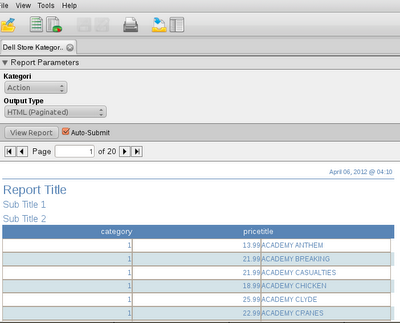 ile View Tools Help
Dell Store Kategor..
Report Parameters
Kategori
Action
Output Type
HTML (Paginated)
View Report Auto-Submit
Page 1 of 20
April 06, 2012 @ 04:10
Report Title
Sub Title 1
Sub Title 2
category price title
1 13.99 ACADEMY ANTHEM
1 21.99 ACADEMY BREAKING
1 21.99 ACADEMY CASUALTIES
1 18.99 ACADEMY CHICKEN
1 25.99 ACADEMY CLYDE
1 22.99 ACADEMY CRANES